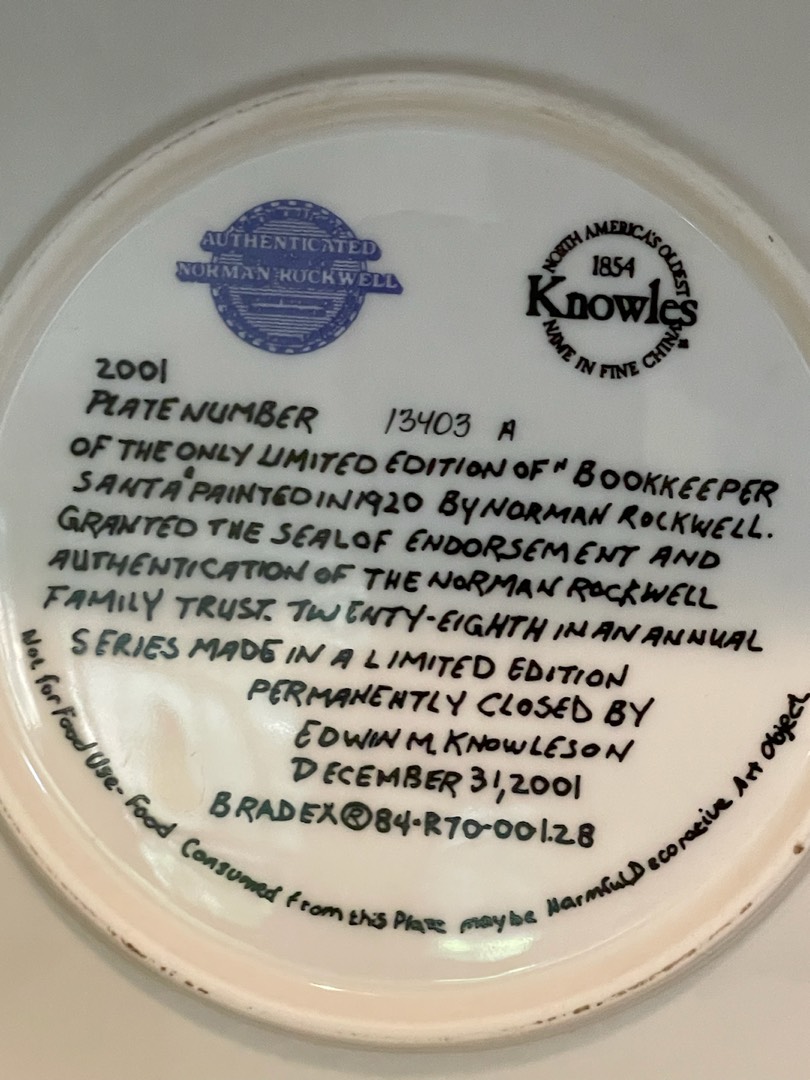 AUTHENTICATED
NORMAN ROCKWELL
NORTH AMERICA'S OLDEST
1854
Knowles
NAME IN FINE CHINA
2001
PLATE NUMBER 13403 A
OF THE ONLY LIMITED EDITION OF "BOOKKEEPER
SANTA" PAINTED IN 1920 BY NORMAN ROCKWELL.
GRANTED THE SEAL OF ENDORSEMENT AND
AUTHENTICATION OF THE NORMAN ROCKWELL
FAMILY TRUST. TWENTY-EIGHTH IN AN ANNUAL
SERIES MADE IN A LIMITED EDITION
PERMANENTLY CLOSED BY
EDWIN M. KNOWLES ON
DECEMBER 31, 2001
BRADEX®84-R70-001.28
Not for Food Use- Food Consumed from this Plate may be Harmful, Decorative Art Object